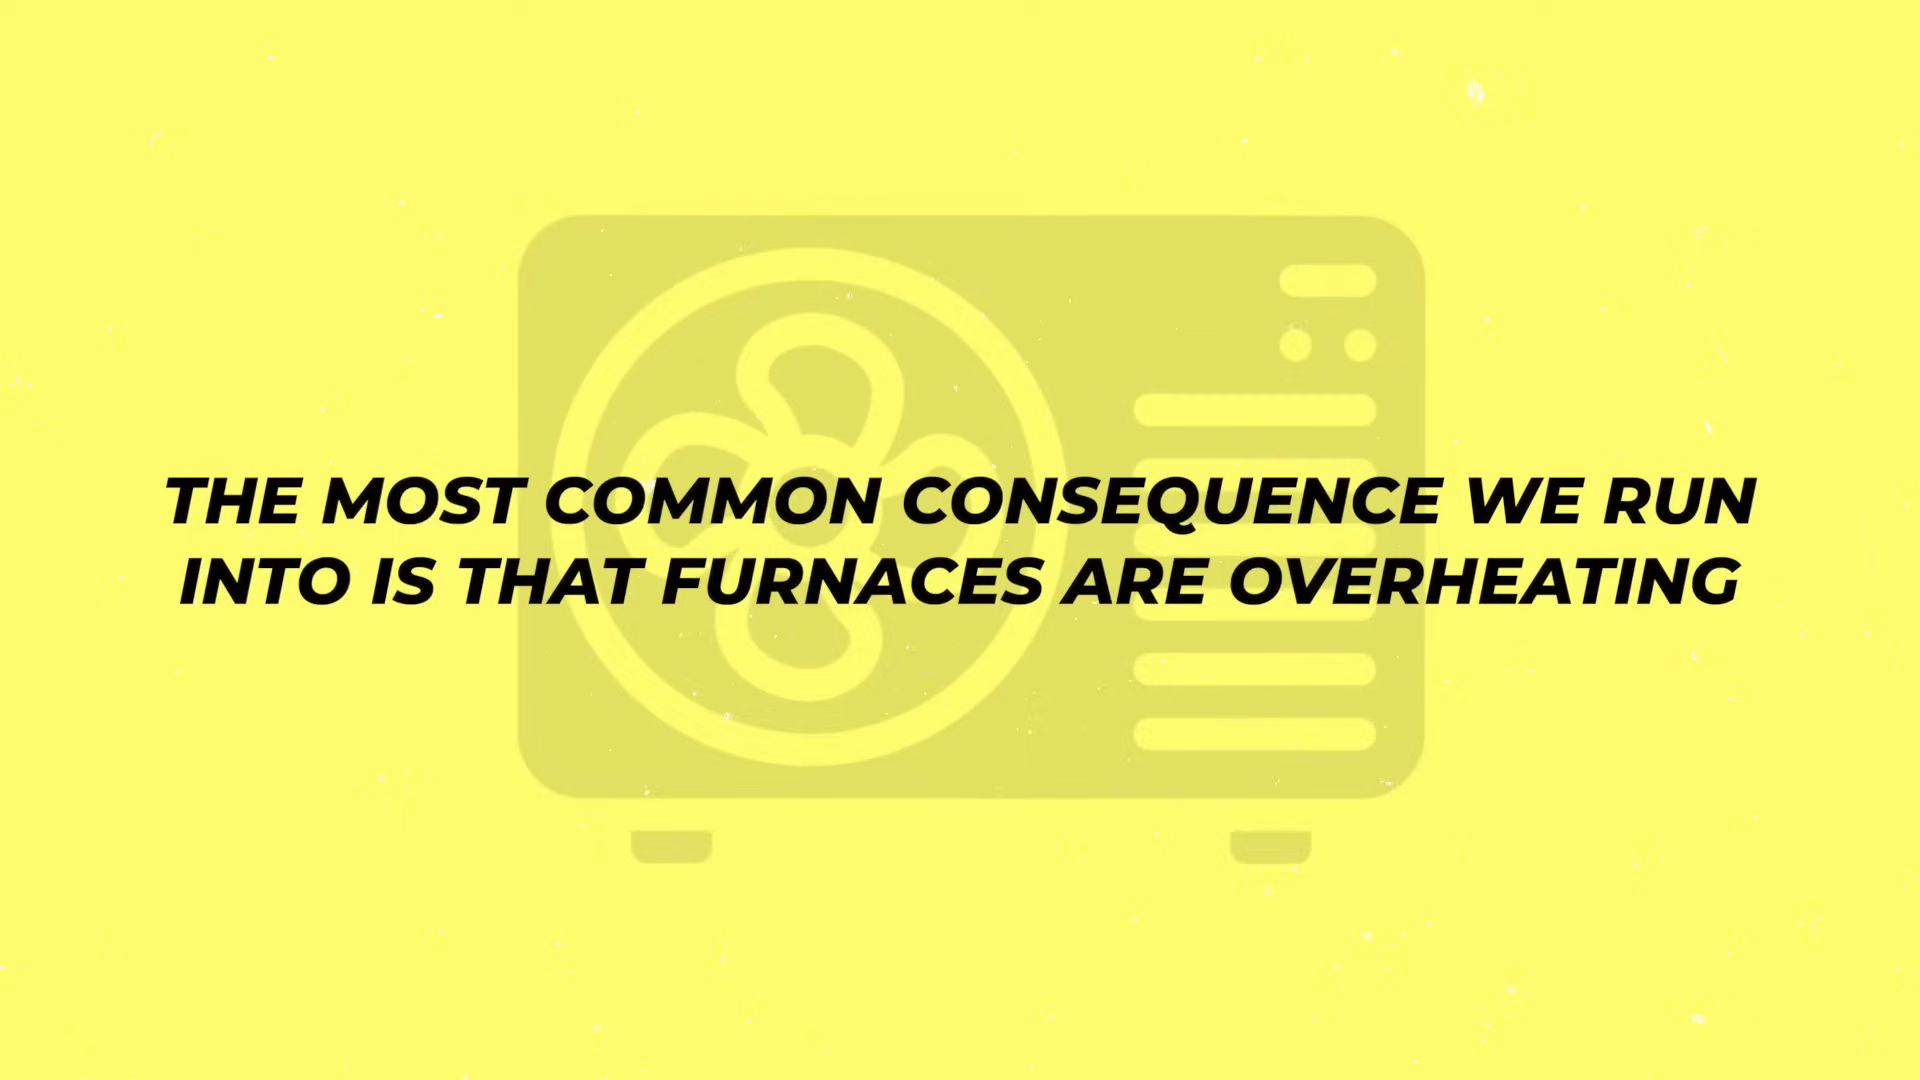 THE MOST COMMON CONSEQUENCE WE RUN
INTO IS THAT FURNACES ARE OVERHEATING